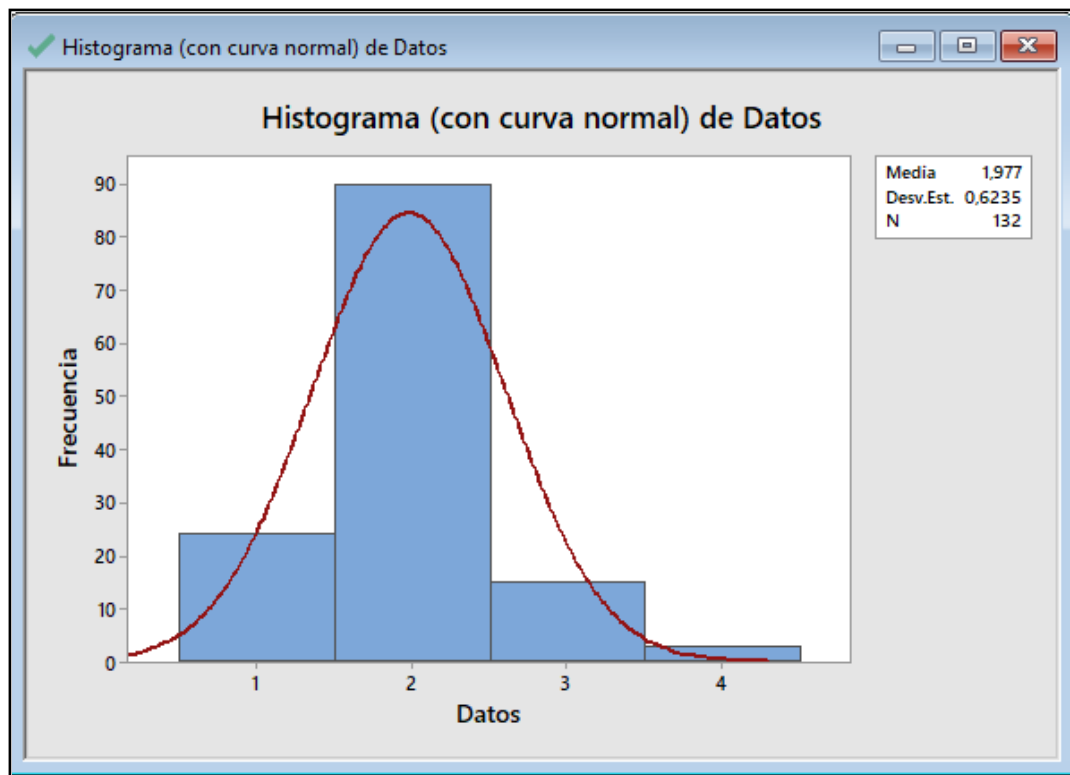 Histograma (con curva normal) de Datos
Histograma (con curva normal) de Datos
Media 1,977
Desv.Est. 0,6235
N 132
90
80
70
60
50
40
30
20
10
0
Frecuencia
1 2 3 4
Datos